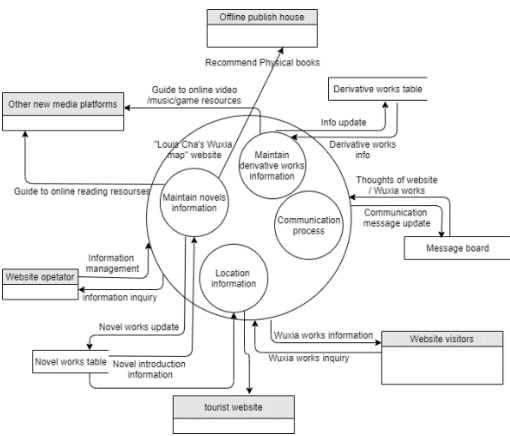 Offline publish house
Recommend Physical books
Guide to online video
/music/game resources
Derivative works table
Other new media platforms
Info update
"Louis Cha's Wuxia
map" website
Derivative works
info
Maintain
derivative works
information
Thoughts of website
/ Wuxia works
Guide to online reading resourses
Maintain novels
information
Communication
process
Communication
message update
Message board
Information
management
Website opetator
information inquiry
Location
information
Novel works update
Wuxia works information
Website visitors
Novel works table
Novel introduction
information
Wuxia works inquiry
tourist website